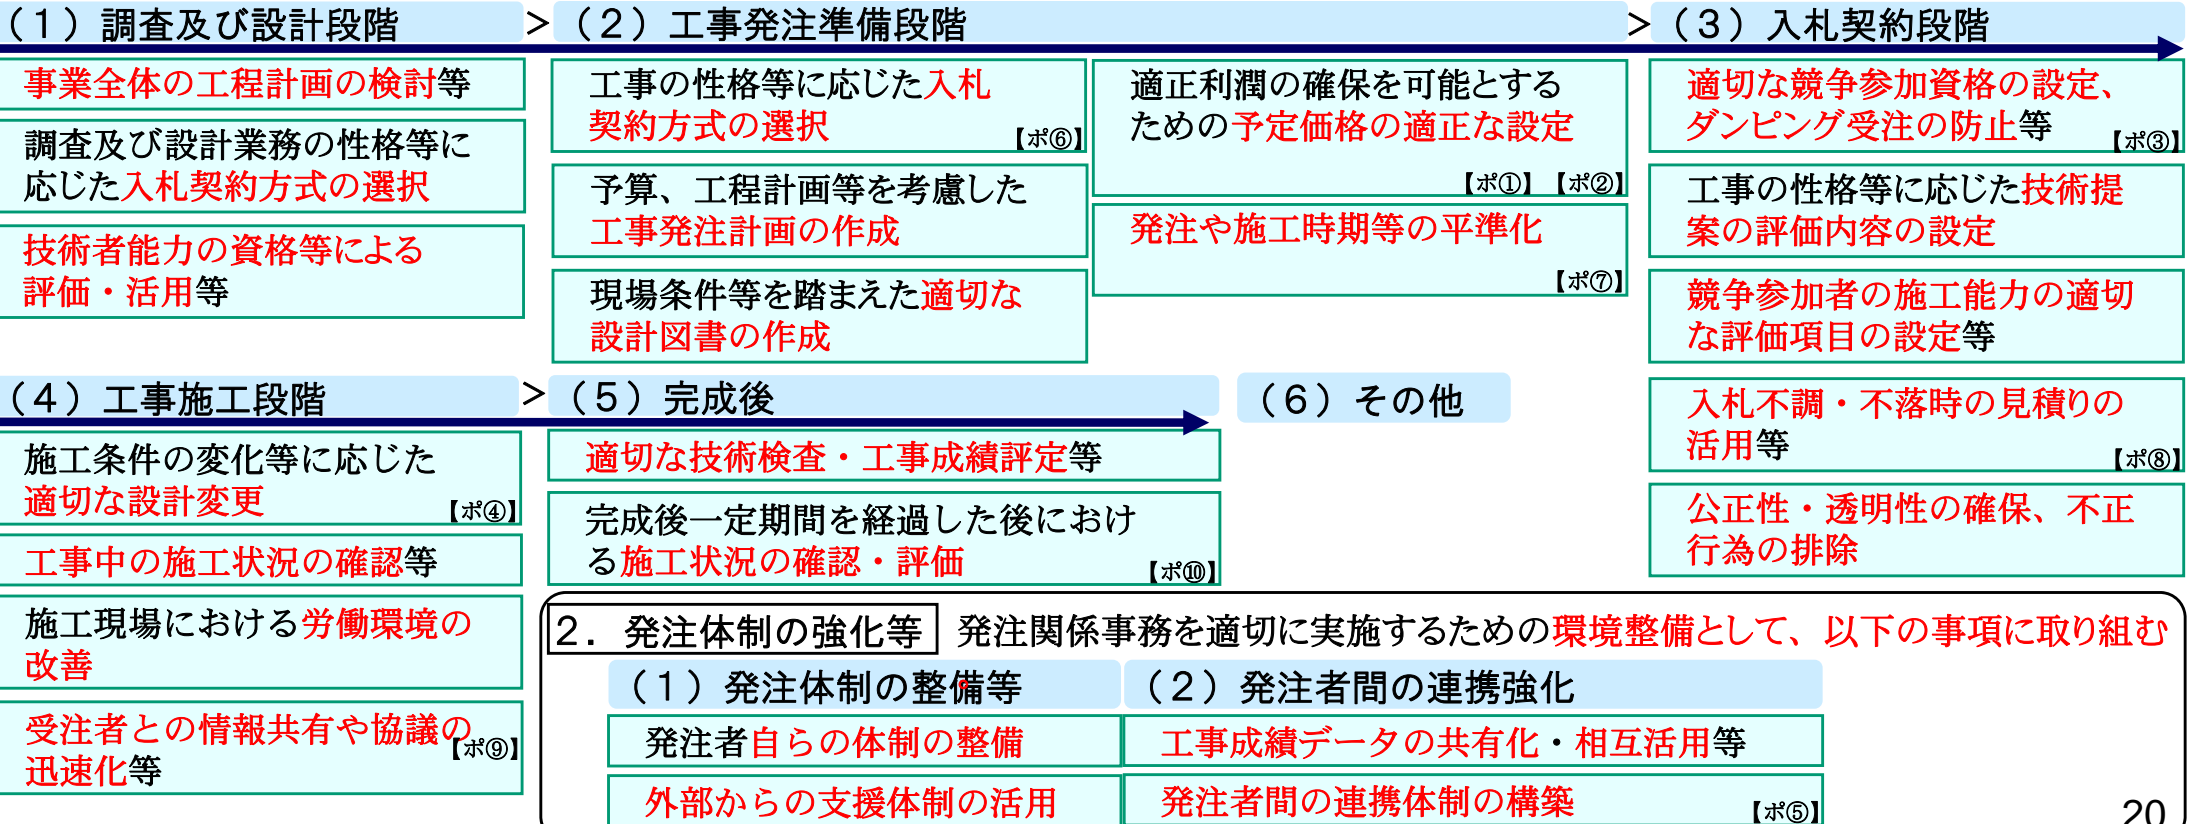 （１）調査及び設計段階
>
（２）工事発注準備段階
>
（３）入札契約段階
事業全体の工程計画の検討等
調査及び設計業務の性格等に
応じた入札契約方式の選択
技術者能力の資格等による
評価・活用等
工事の性格等に応じた入札
契約方式の選択
【ポ⑥】
予算、工程計画等を考慮した
工事発注計画の作成
現場条件等を踏まえた適切な
設計図書の作成
適正利潤の確保を可能とする
ための予定価格の適正な設定
【ポ①】【ポ②】
発注や施工時期等の平準化
【ポ⑦】
適切な競争参加資格の設定、
ダンピング受注の防止等
【ポ③】
工事の性格等に応じた技術提
案の評価内容の設定
競争参加者の施工能力の適切
な評価項目の設定等
入札不調・不落時の見積りの
活用等
【ポ⑧】
公正性・透明性の確保、不正
行為の排除
（４）工事施工段階
>
（５）完成後
（６）その他
施工条件の変化等に応じた
適切な設計変更
【ポ④】
工事中の施工状況の確認等
施工現場における労働環境の
改善
受注者との情報共有や協議の
迅速化等
【ポ⑨】
適切な技術検査・工事成績評定等
完成後一定期間を経過した後におけ
る施工状況の確認・評価
【ポ⑩】
２．発注体制の強化等
発注関係事務を適切に実施するための環境整備として、以下の事項に取り組む
（１）発注体制の整備等
発注者自らの体制の整備
外部からの支援体制の活用
（２）発注者間の連携強化
工事成績データの共有化・相互活用等
発注者間の連携体制の構築
【ポ⑤】
20